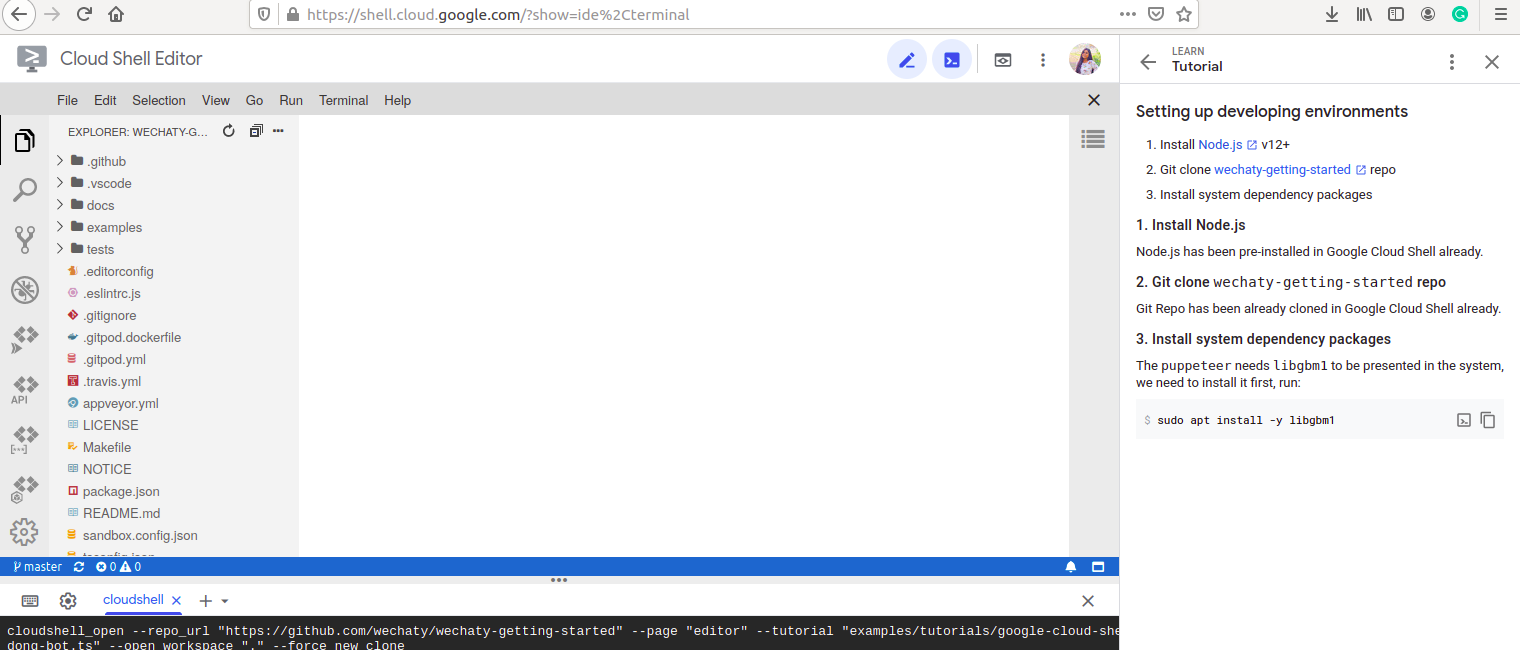 https://shell.cloud.google.com/?show=ide%2Cterminal
Cloud Shell Editor
File Edit Selection View Go Run Terminal Help
EXPLORER: WECHATY-G...
.github
.vscode
docs
examples
tests
.editorconfig
.eslintrc.js
.gitignore
.gitpod.dockerfile
.gitpod.yml
.travis.yml
appveyor.yml
LICENSE
Makefile
NOTICE
package.json
README.md
sandbox.config.json
tsconfig.json
API
master 0 0
cloudshell
cloudshell_open --repo_url "https://github.com/wechaty/wechaty-getting-started" --page "editor" --tutorial "examples/tutorials/google-cloud-she
dong-bot.ts" --open_workspace "." --force_new_clone
LEARN
Tutorial
Setting up developing environments
1. Install Node.js v12+
2. Git clone wechaty-getting-started repo
3. Install system dependency packages
1. Install Node.js
Node.js has been pre-installed in Google Cloud Shell already.
2. Git clone wechaty-getting-started repo
Git Repo has been already cloned in Google Cloud Shell already.
3. Install system dependency packages
The puppeteer needs libgbm1 to be presented in the system,
we need to install it first, run:
$ sudo apt install -y libgbm1